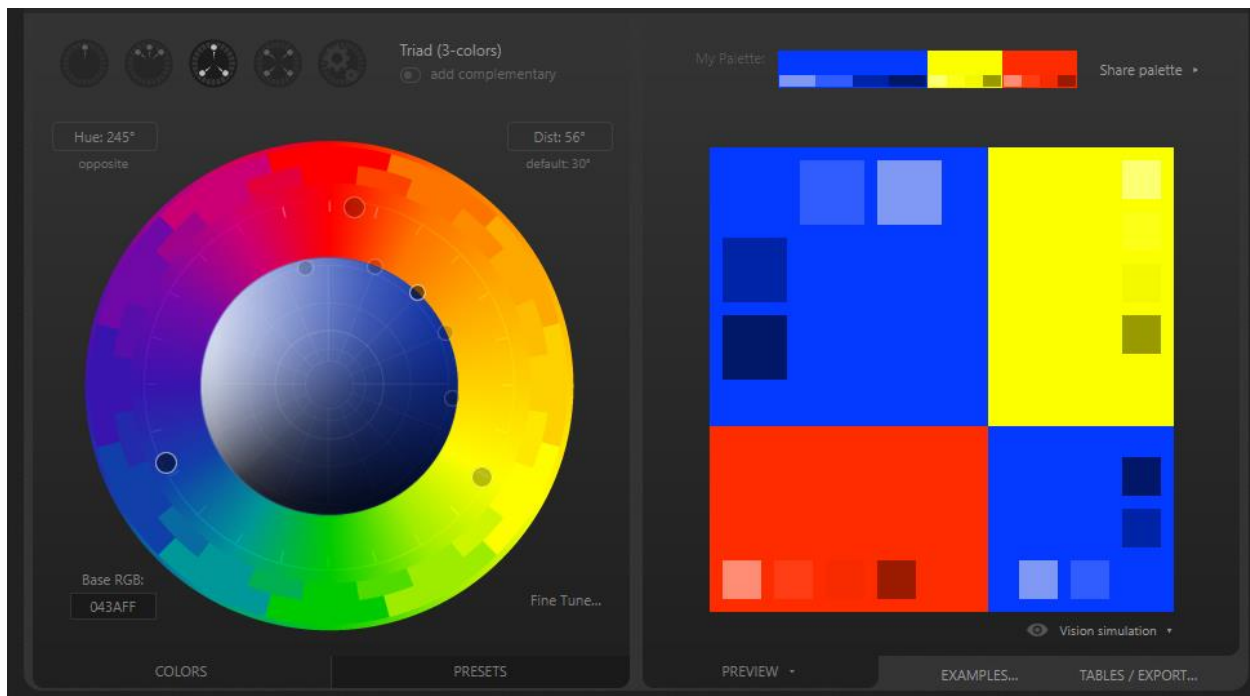 Triad (3-colors)
add complementary
Hue: 245°
opposite
Dist: 56°
default: 30°
Base RGB:
043AFF
Fine Tune...
COLORS
PRESETS
My Palette:
Share palette
Vision simulation
PREVIEW
EXAMPLES...
TABLES / EXPORT...